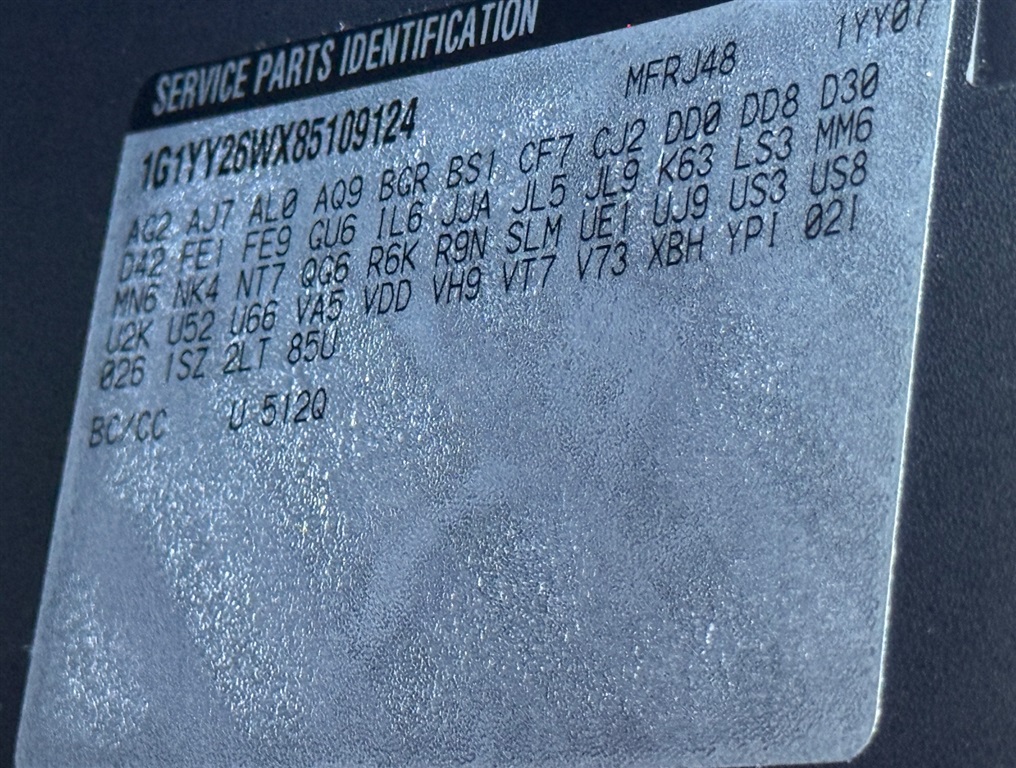 SERVICE PARTS IDENTIFICATION
1G1YY26WX85109124 MFRJ48 1YY07
AG2 AJ7 AL0 AQ9 BGR BS1 CF7 CJ2 DD0 DD8 D30
D42 FE1 FE9 GU6 IL6 JJA JL5 JL9 K63 LS3 MM6
MN6 NK4 NT7 QG6 R6K R9N SLM UE1 UJ9 US3 US8
U2K U52 U66 VA5 VDD VH9 VT7 V73 XBH YP1 02I
026 1SZ 2LT 85U
BC/CC U 512Q